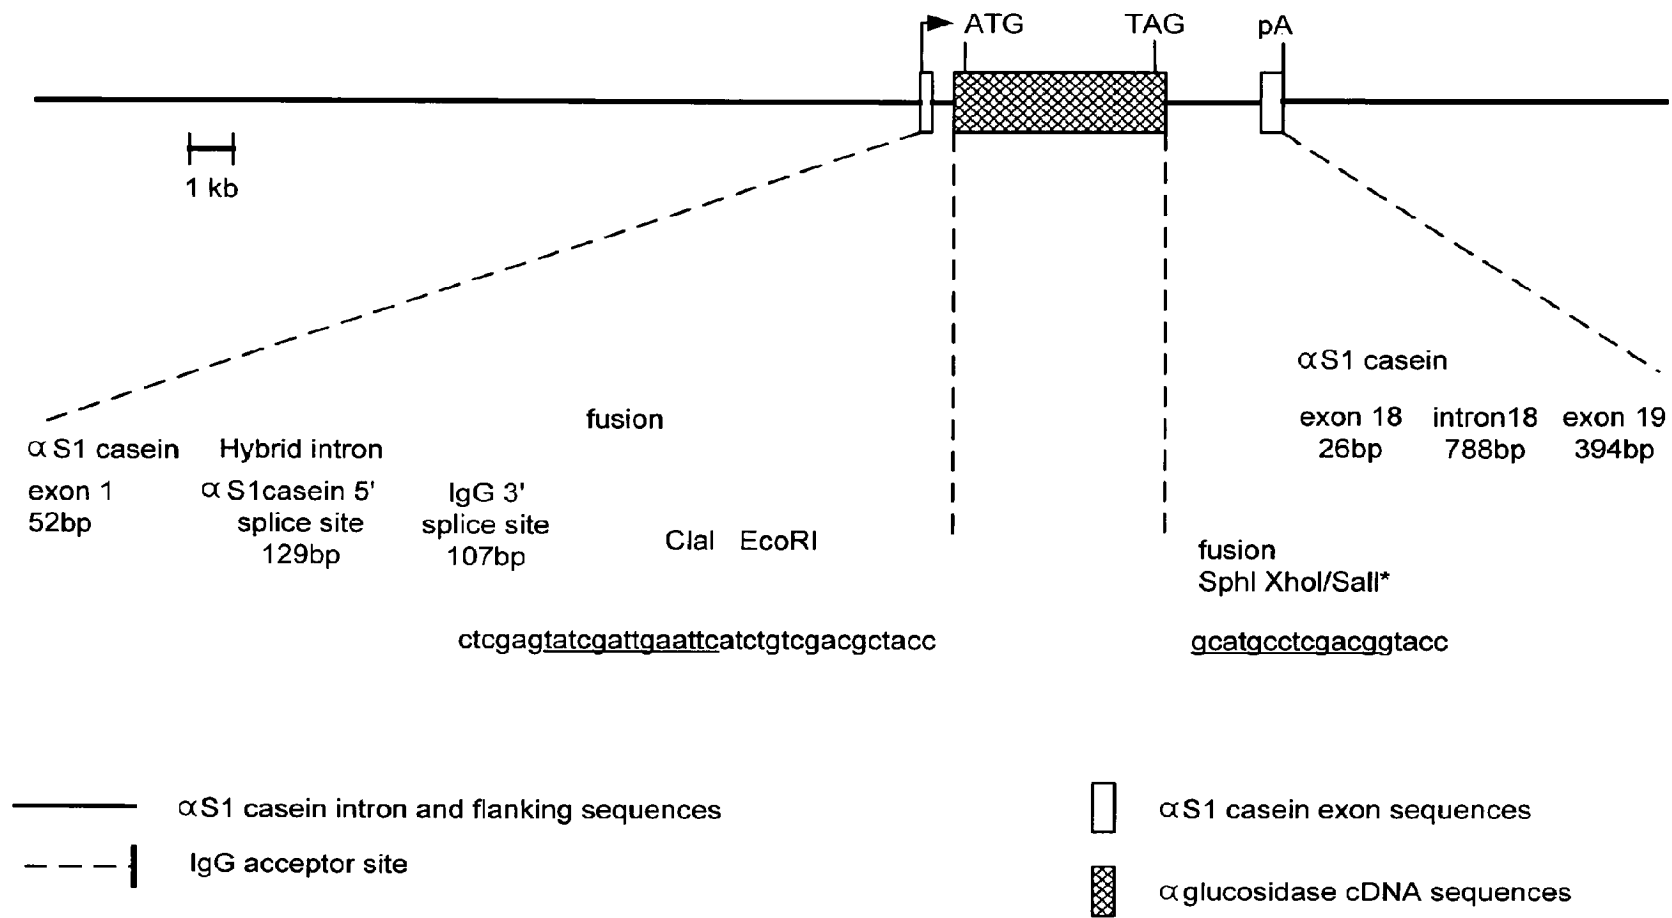 ATG TAG pA
1 kb
αS1 casein
exon 18 intron18 exon 19
26bp 788bp 394bp
fusion
αS1 casein Hybrid intron
exon 1 αS1casein 5' IgG 3'
52bp splice site splice site
129bp 107bp
ClaI EcoRI
fusion
SphI XhoI/SalI*
ctcgagtatcgattgaattcatctgtcgacgctacc gcatgcctcgacggtacc
αS1 casein intron and flanking sequences
IgG acceptor site
αS1 casein exon sequences
αglucosidase cDNA sequences